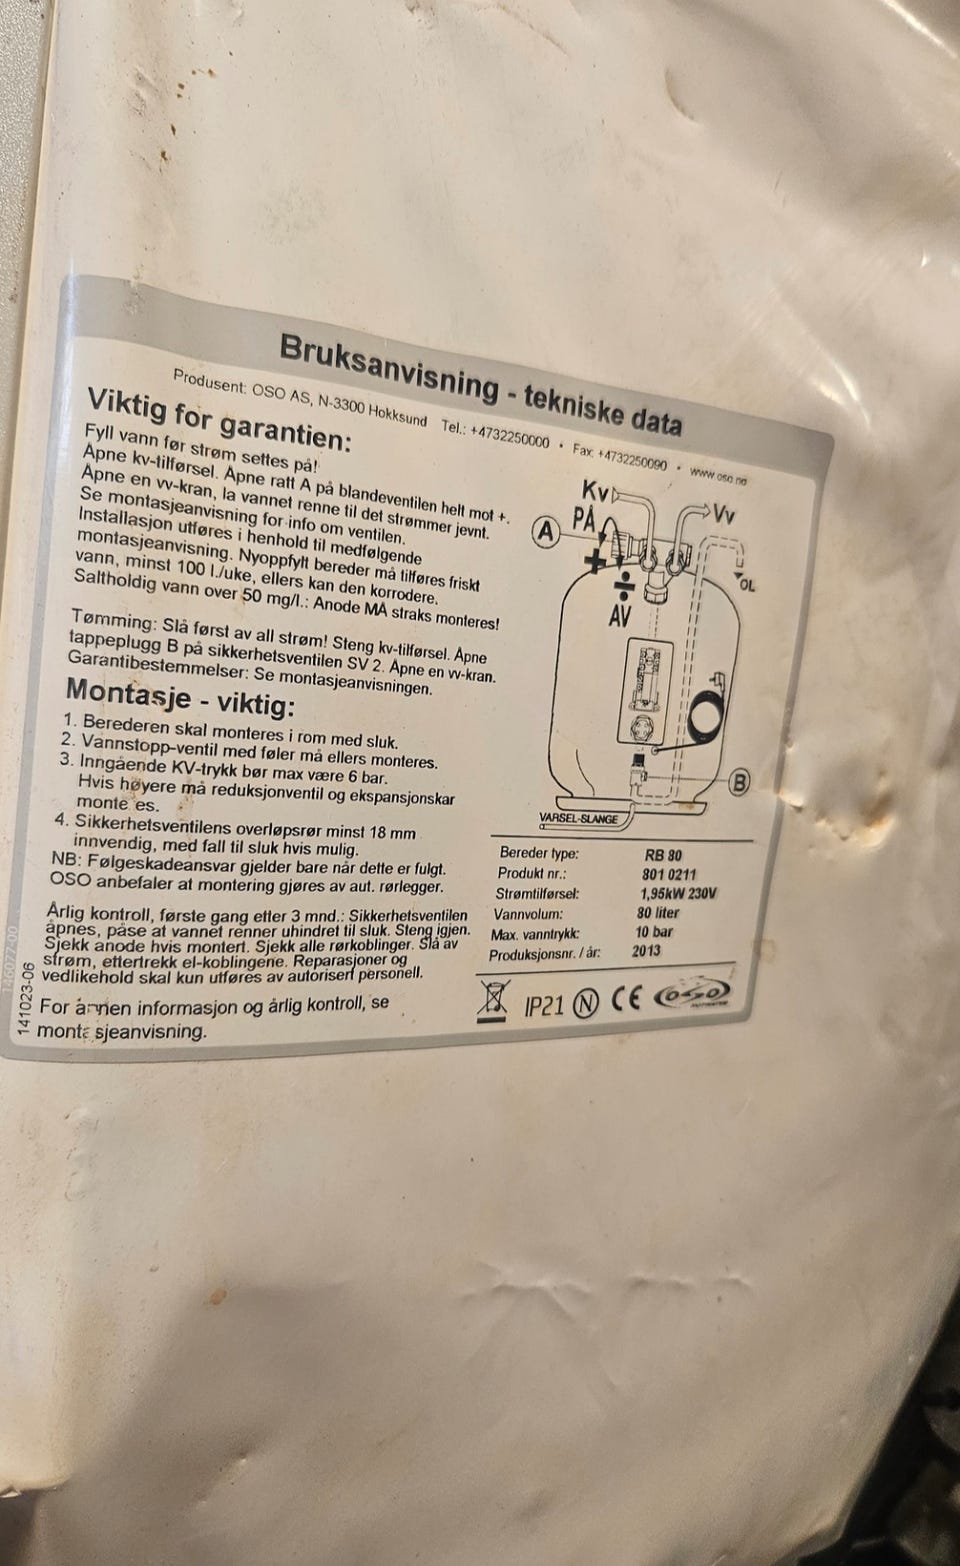 Bruksanvisning - tekniske data
Produsent: OSO AS, N-3300 Hokksund Tel.: +4732250000 • Fax: +4732250090 • www.oso.no
Viktig for garantien:
Fyll vann før strøm settes på!
Åpne kv-tilførsel. Åpne ratt A på blandeventilen helt mot +.
Åpne en vv-kran, la vannet renne til det strømmer jevnt.
Se montasjeanvisning for info om ventilen.
Installasjon utføres i henhold til medfølgende
montasjeanvisning. Nyoppfylt bereder må tilføres friskt
vann, minst 100 l./uke, ellers kan den korrodere.
Saltholdig vann over 50 mg/l.: Anode MÅ straks monteres!
Tømming: Slå først av all strøm! Steng kv-tilførsel. Åpne
tappeplugg B på sikkerhetsventilen SV 2. Åpne en vv-kran.
Garantibestemmelser: Se montasjeanvisningen.
Montasje - viktig:
1. Berederen skal monteres i rom med sluk.
2. Vannstopp-ventil med føler må ellers monteres.
3. Inngående KV-trykk bør max være 6 bar.
Hvis høyere må reduksjonventil og ekspansjonskar
monte es.
4. Sikkerhetsventilens overløpsrør minst 18 mm
innvendig, med fall til sluk hvis mulig.
NB: Følgeskadeansvar gjelder bare når dette er fulgt.
OSO anbefaler at montering gjøres av aut. rørlegger.
Årlig kontroll, første gang etter 3 mnd.: Sikkerhetsventilen
åpnes, påse at vannet renner uhindret til sluk. Steng igjen.
Sjekk anode hvis montert. Sjekk alle rørkoblinger. Slå av
strøm, ettertrekk el-koblingene. Reparasjoner og
vedlikehold skal kun utføres av autorisert personell.
For annen informasjon og årlig kontroll, se
montasjeanvisning.
Kv
Vv
PÅ
A
+
÷
AV
OL
B
VARSEL-SLANGE
Bereder type: RB 80
Produkt nr.: 801 0211
Strømtilførsel: 1,95kW 230V
Vannvolum: 80 liter
Max. vanntrykk: 10 bar
Produksjonsnr. / år: 2013
IP21 N CE OSO
141023-06
146077-00